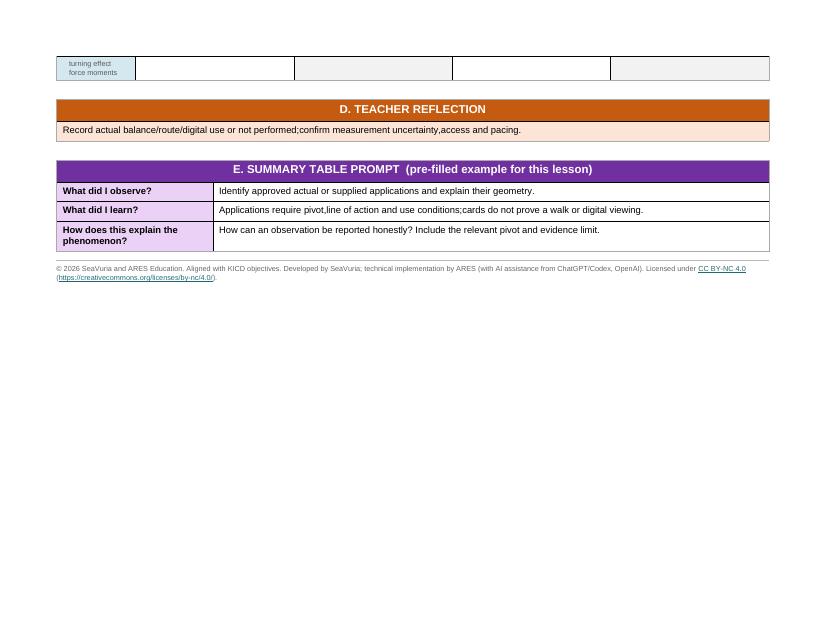 turning effect
force moments
D. TEACHER REFLECTION
Record actual balance/route/digital use or not performed;confirm measurement uncertainty,access and pacing.
E. SUMMARY TABLE PROMPT  (pre-filled example for this lesson)
What did I observe?
Identify approved actual or supplied applications and explain their geometry.
What did I learn?
Applications require pivot,line of action and use conditions;cards do not prove a walk or digital viewing.
How does this explain the
phenomenon?
How can an observation be reported honestly? Include the relevant pivot and evidence limit.
© 2026 SeaVuria and ARES Education. Aligned with KICD objectives. Developed by SeaVuria; technical implementation by ARES (with AI assistance from ChatGPT/Codex, OpenAI). Licensed under CC BY-NC 4.0
(https://creativecommons.org/licenses/by-nc/4.0/).